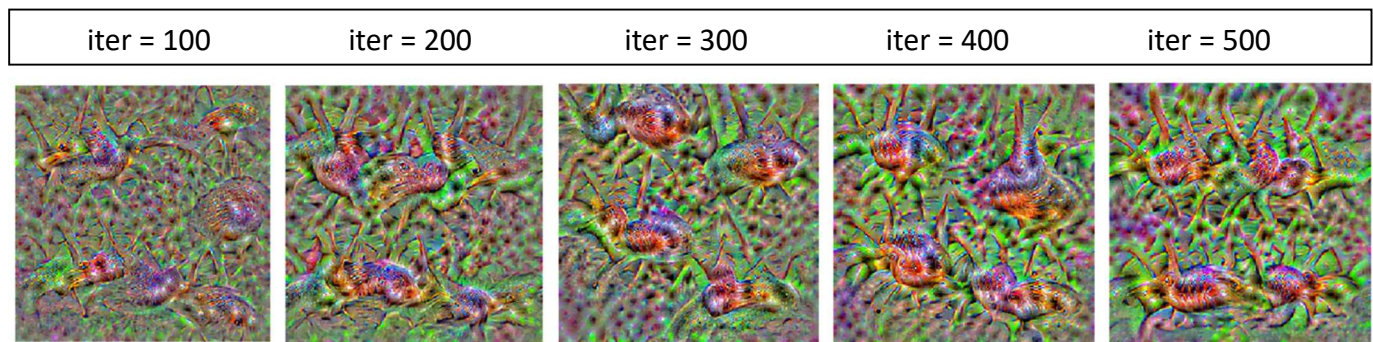 iter = 100 iter = 200 iter = 300 iter = 400 iter = 500